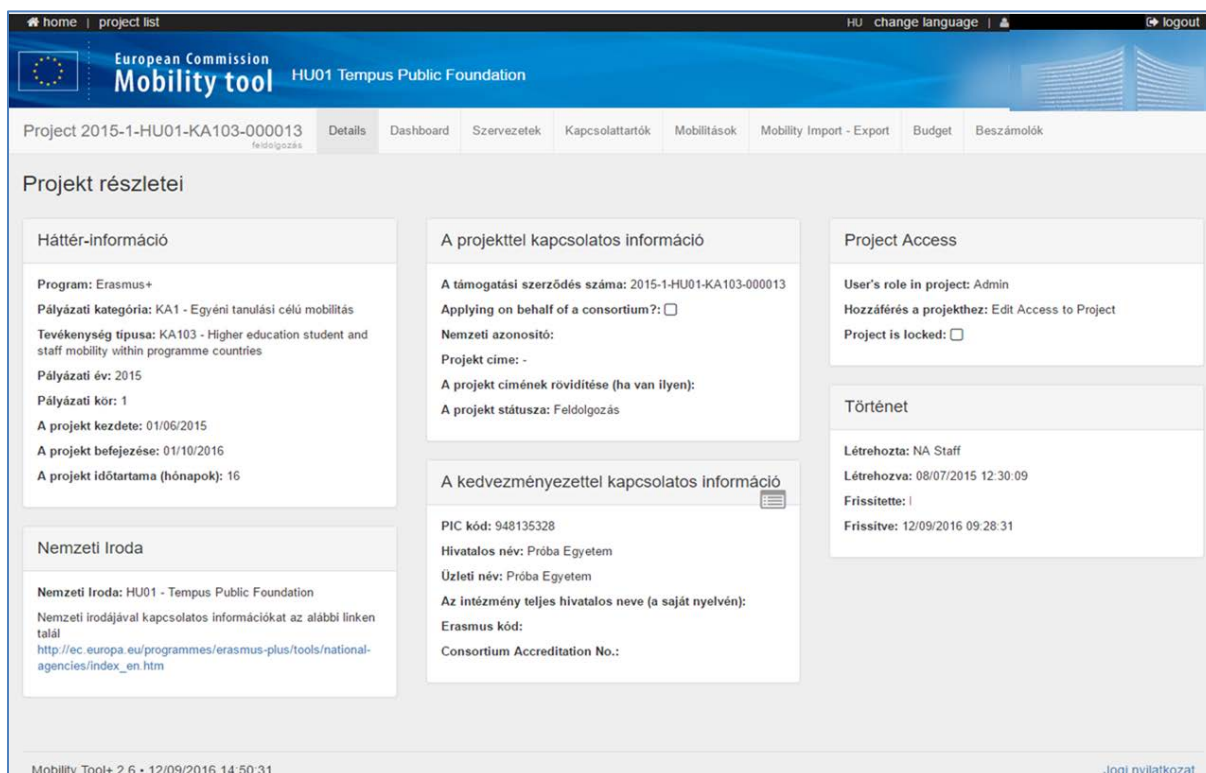 home | project list
HU change language | logout
European Commission
Mobility tool
HU01 Tempus Public Foundation
Project 2015-1-HU01-KA103-000013
feldolgozás
Details Dashboard Szervezetek Kapcsolattartók Mobilitások Mobility Import - Export Budget Beszámolók
Projekt részletei
Háttér-információ
Program: Erasmus+
Pályázati kategória: KA1 - Egyéni tanulási célú mobilitás
Tevékenység típusa: KA103 - Higher education student and
staff mobility within programme countries
Pályázati év: 2015
Pályázati kör: 1
A projekt kezdete: 01/06/2015
A projekt befejezése: 01/10/2016
A projekt időtartama (hónapok): 16
Nemzeti Iroda
Nemzeti Iroda: HU01 - Tempus Public Foundation
Nemzeti irodájával kapcsolatos információkat az alábbi linken
talál
http://ec.europa.eu/programmes/erasmus-plus/tools/national-
agencies/index_en.htm
A projekttel kapcsolatos információ
A támogatási szerződés száma: 2015-1-HU01-KA103-000013
Applying on behalf of a consortium?:
Nemzeti azonosító:
Projekt címe: -
A projekt címének rövidítése (ha van ilyen):
A projekt státusza: Feldolgozás
A kedvezményezettel kapcsolatos információ
PIC kód: 948135328
Hivatalos név: Próba Egyetem
Üzleti név: Próba Egyetem
Az intézmény teljes hivatalos neve (a saját nyelvén):
Erasmus kód:
Consortium Accreditation No.:
Project Access
User's role in project: Admin
Hozzáférés a projekthez: Edit Access to Project
Project is locked:
Történet
Létrehozta: NA Staff
Létrehozva: 08/07/2015 12:30:09
Frissítette:
Frissítve: 12/09/2016 09:28:31
Mobility Tool+ 2.6 • 12/09/2016 14:50:31
Jogi nyilatkozat